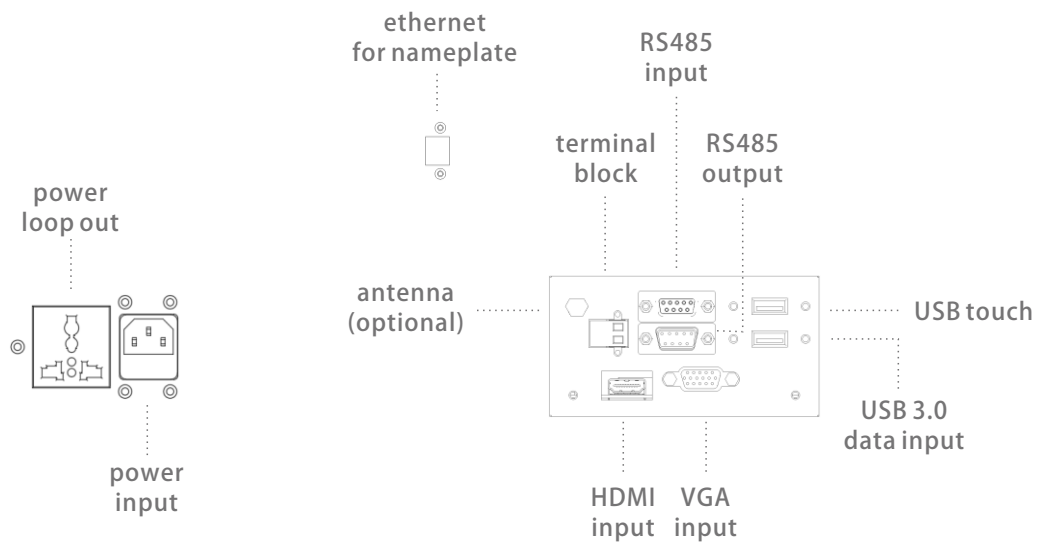 ethernet
for nameplate
RS485
input
terminal
block
RS485
output
power
loop out
antenna
(optional)
USB touch
USB 3.0
data input
power
input
HDMI
input
VGA
input